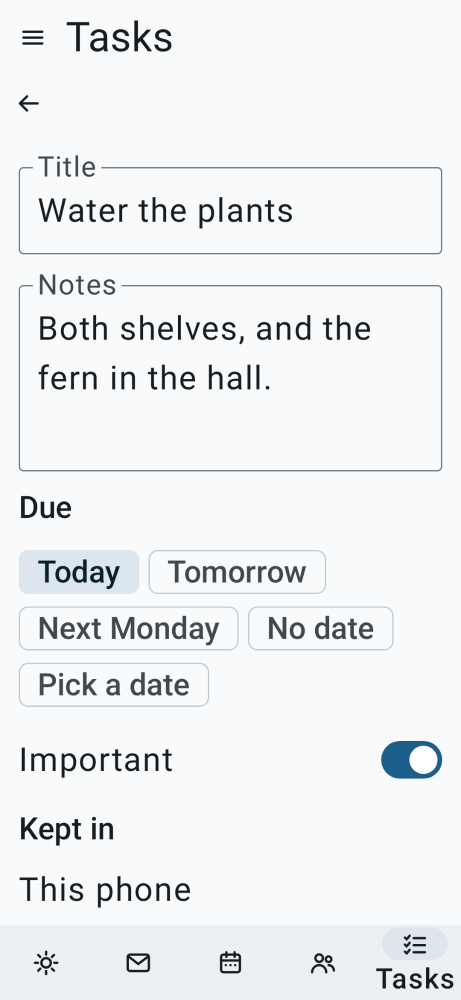 Tasks
Title
Water the plants
Notes
Both shelves, and the
fern in the hall.
Due
Today
Tomorrow
Next Monday
No date
Pick a date
Important
Kept in
This phone
Tasks